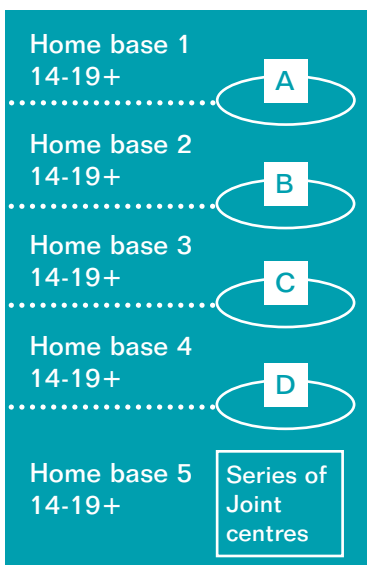 Home base 1
14-19+
A
Home base 2
14-19+
B
Home base 3
14-19+
C
Home base 4
14-19+
D
Home base 5
14-19+
Series of
Joint
centres